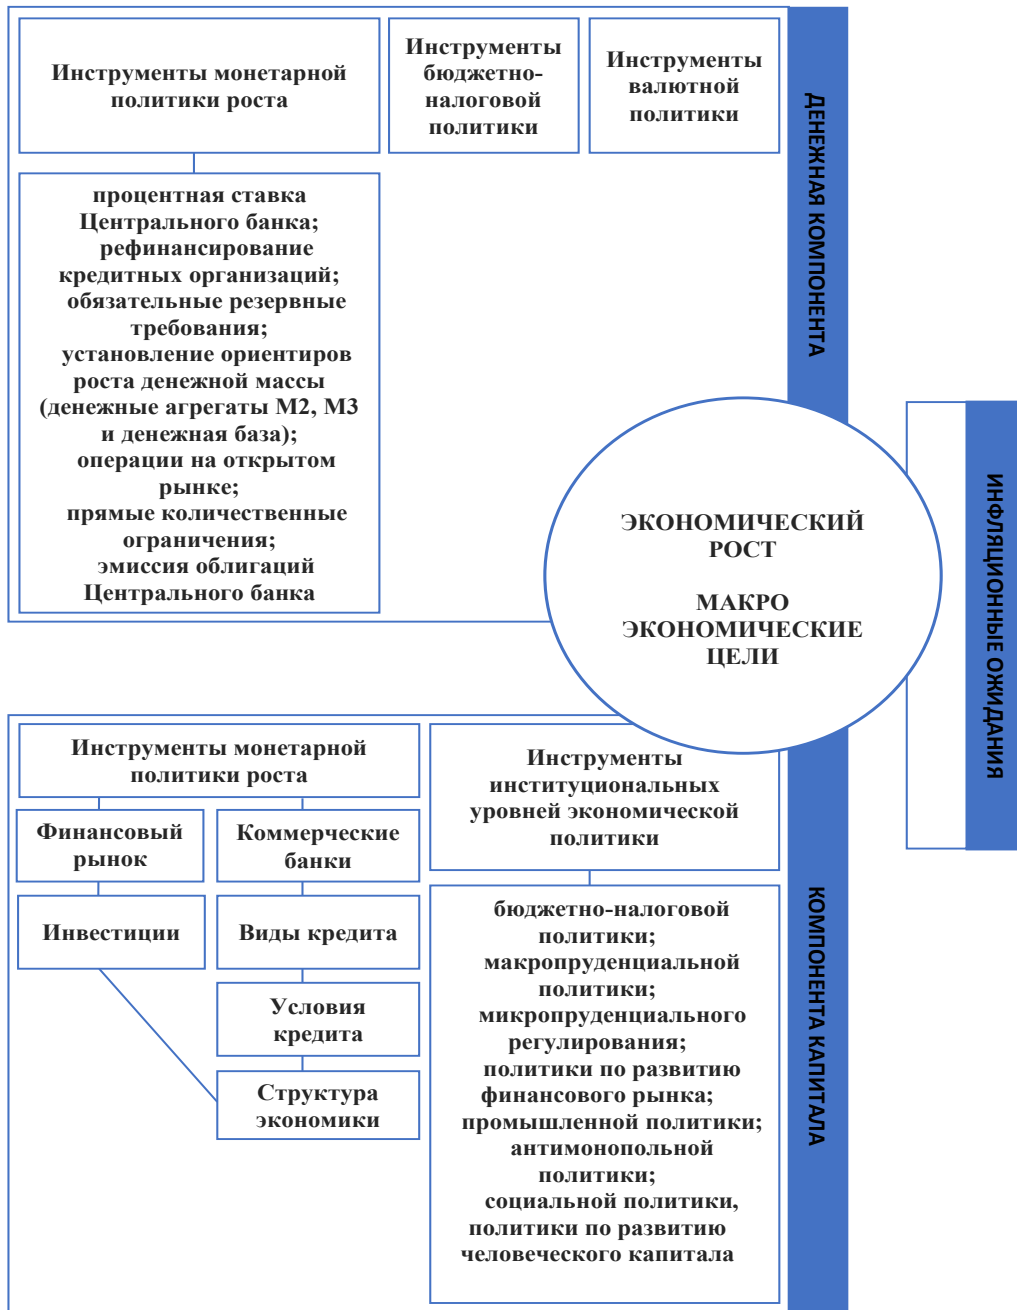 Инструменты монетарной
политики роста
Инструменты
бюджетно-
налоговой
политики
Инструменты
валютной
политики
ДЕНЕЖНАЯ КОМПОНЕНТА
процентная ставка
Центрального банка;
рефинансирование
кредитных организаций;
обязательные резервные
требования;
установление ориентиров
роста денежной массы
(денежные агрегаты М2, М3
и денежная база);
операции на открытом
рынке;
прямые количественные
ограничения;
эмиссия облигаций
Центрального банка
ЭКОНОМИЧЕСКИЙ
РОСТ
МАКРО
ЭКОНОМИЧЕСКИЕ
ЦЕЛИ
ИНФЛЯЦИОННЫЕ ОЖИДАНИЯ
Инструменты монетарной
политики роста
Финансовый
рынок
Коммерческие
банки
Инвестиции
Виды кредита
Условия
кредита
Структура
экономики
Инструменты
институциональных
уровней экономической
политики
бюджетно-налоговой
политики;
макропруденциальной
политики;
микропруденциального
регулирования;
политики по развитию
финансового рынка;
промышленной политики;
антимонопольной
политики;
социальной политики,
политики по развитию
человеческого капитала
КОМПОНЕНТА КАПИТАЛА